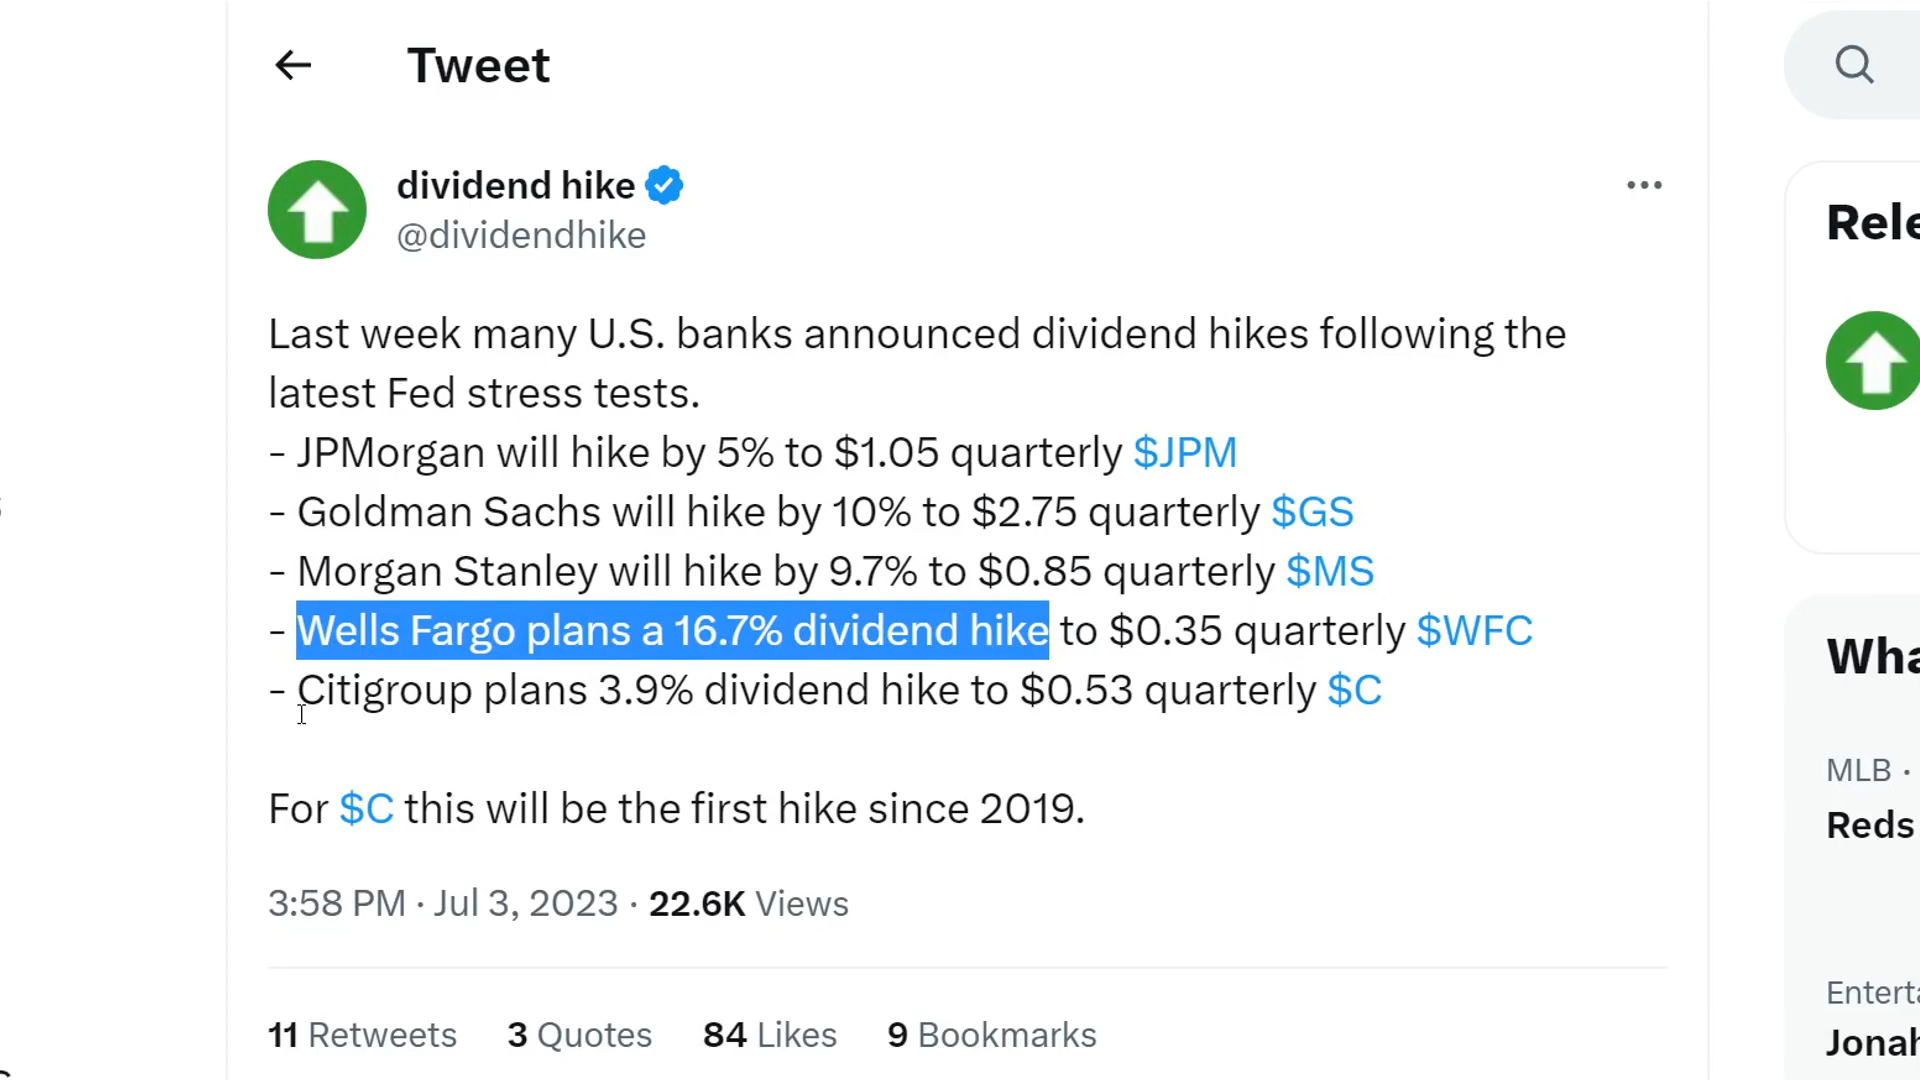 Tweet
dividend hike
@dividendhike
Last week many U.S. banks announced dividend hikes following the
latest Fed stress tests.
- JPMorgan will hike by 5% to $1.05 quarterly $JPM
- Goldman Sachs will hike by 10% to $2.75 quarterly $GS
- Morgan Stanley will hike by 9.7% to $0.85 quarterly $MS
- Wells Fargo plans a 16.7% dividend hike to $0.35 quarterly $WFC
- Citigroup plans 3.9% dividend hike to $0.53 quarterly $C
For $C this will be the first hike since 2019.
3:58 PM · Jul 3, 2023 · 22.6K Views
11 Retweets 3 Quotes 84 Likes 9 Bookmarks
Rele
Wha
MLB ·
Reds
Enterta
Jonah